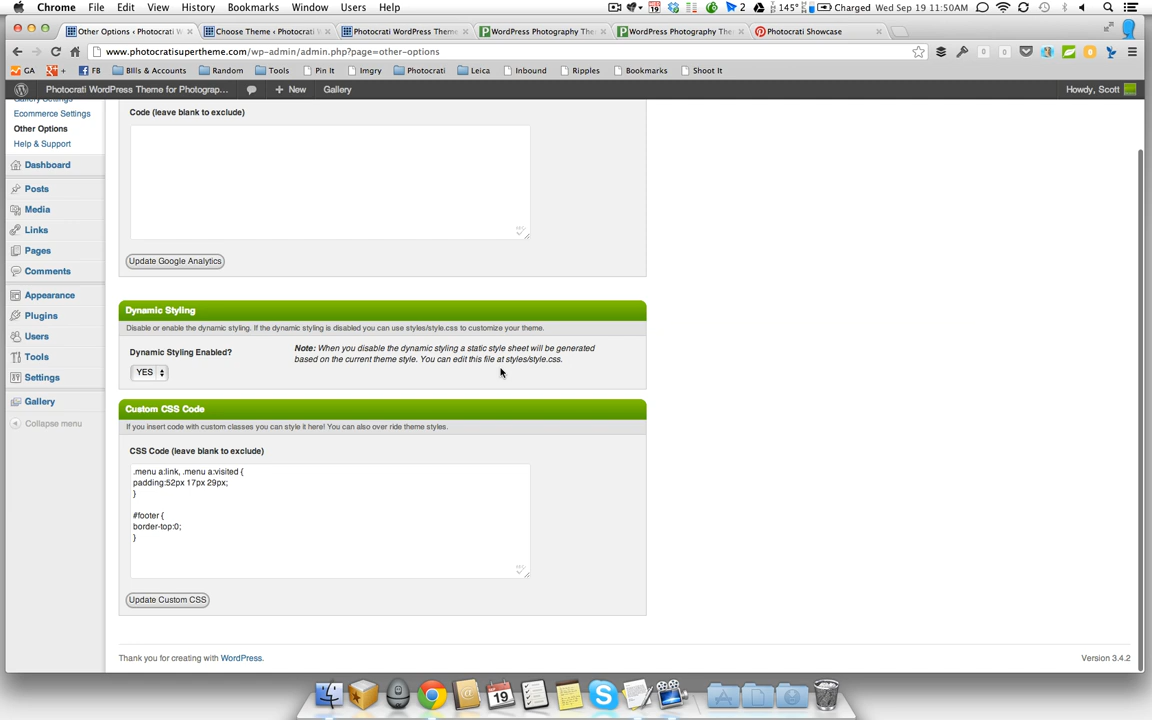 Chrome File Edit View History Bookmarks Window Users Help 2 145° Charged Wed Sep 19 11:50AM
Other Options ‹ Photocrati W Choose Theme ‹ Photocrati W Photocrati WordPress Theme WordPress Photography The WordPress Photography The Photocrati Showcase
www.photocratisupertheme.com/wp-admin/admin.php?page=other-options
GA + FB Bills & Accounts Random Tools Pin It Imgry Photocrati Leica Inbound Ripples Bookmarks Shoot It
Photocrati WordPress Theme for Photograp... + New Gallery Howdy, Scott
Gallery Settings
Ecommerce Settings
Other Options
Help & Support
Dashboard
Posts
Media
Links
Pages
Comments
Appearance
Plugins
Users
Tools
Settings
Gallery
Collapse menu
Code (leave blank to exclude)
Update Google Analytics
Dynamic Styling
Disable or enable the dynamic styling. If the dynamic styling is disabled you can use styles/style.css to customize your theme.
Dynamic Styling Enabled?
YES
Note: When you disable the dynamic styling a static style sheet will be generated
based on the current theme style. You can edit this file at styles/style.css.
Custom CSS Code
If you insert code with custom classes you can style it here! You can also over ride theme styles.
CSS Code (leave blank to exclude)
.menu a:link, .menu a:visited {
padding:52px 17px 29px;
}
#footer {
border-top:0;
}
Update Custom CSS
Thank you for creating with WordPress. Version 3.4.2
19